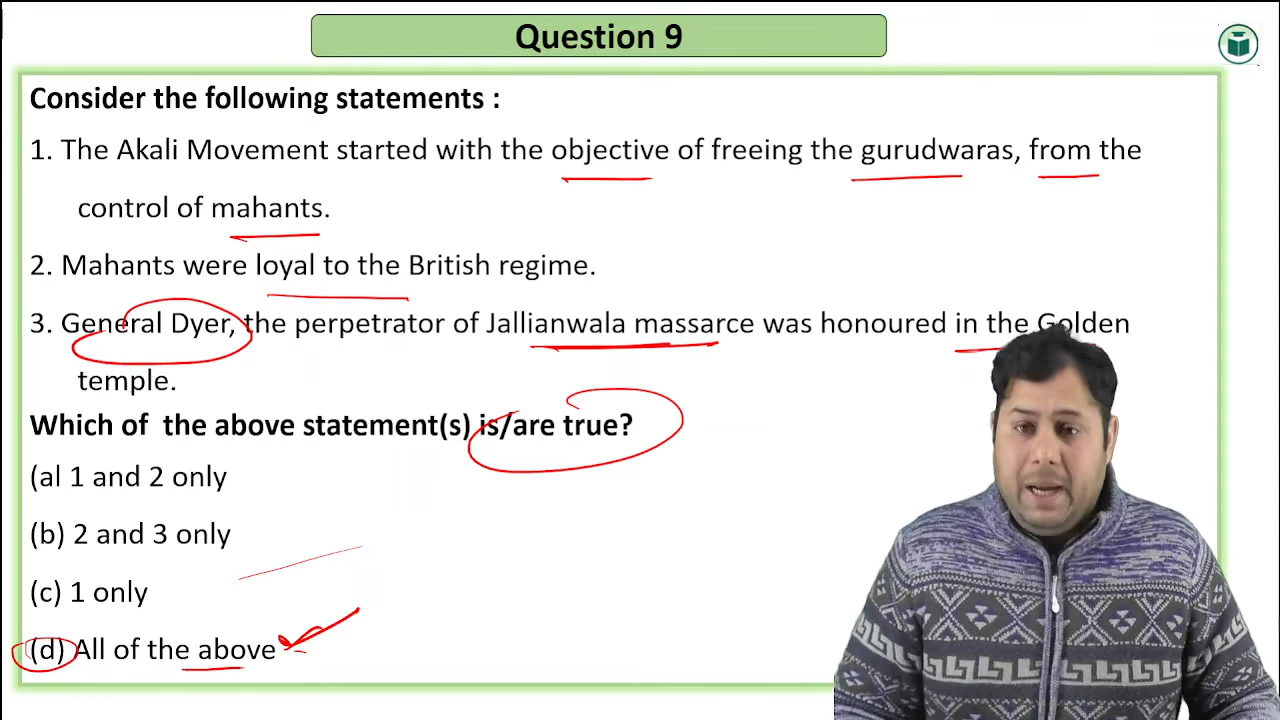 Question 9
Consider the following statements :
1. The Akali Movement started with the objective of freeing the gurudwaras, from the
control of mahants.
2. Mahants were loyal to the British regime.
3. General Dyer, the perpetrator of Jallianwala massarce was honoured in the Golden
temple.
Which of the above statement(s) is/are true?
(al 1 and 2 only
(b) 2 and 3 only
(c) 1 only
(d) All of the above